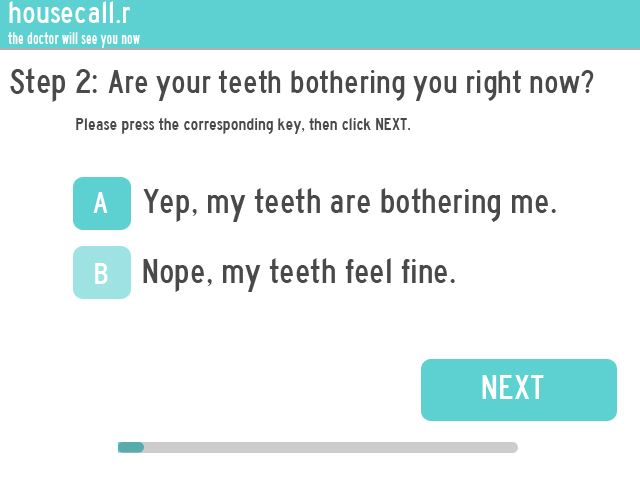 housecall.r
the doctor will see you now
Step 2: Are your teeth bothering you right now?
Please press the corresponding key, then click NEXT.
A Yep, my teeth are bothering me.
B Nope, my teeth feel fine.
NEXT